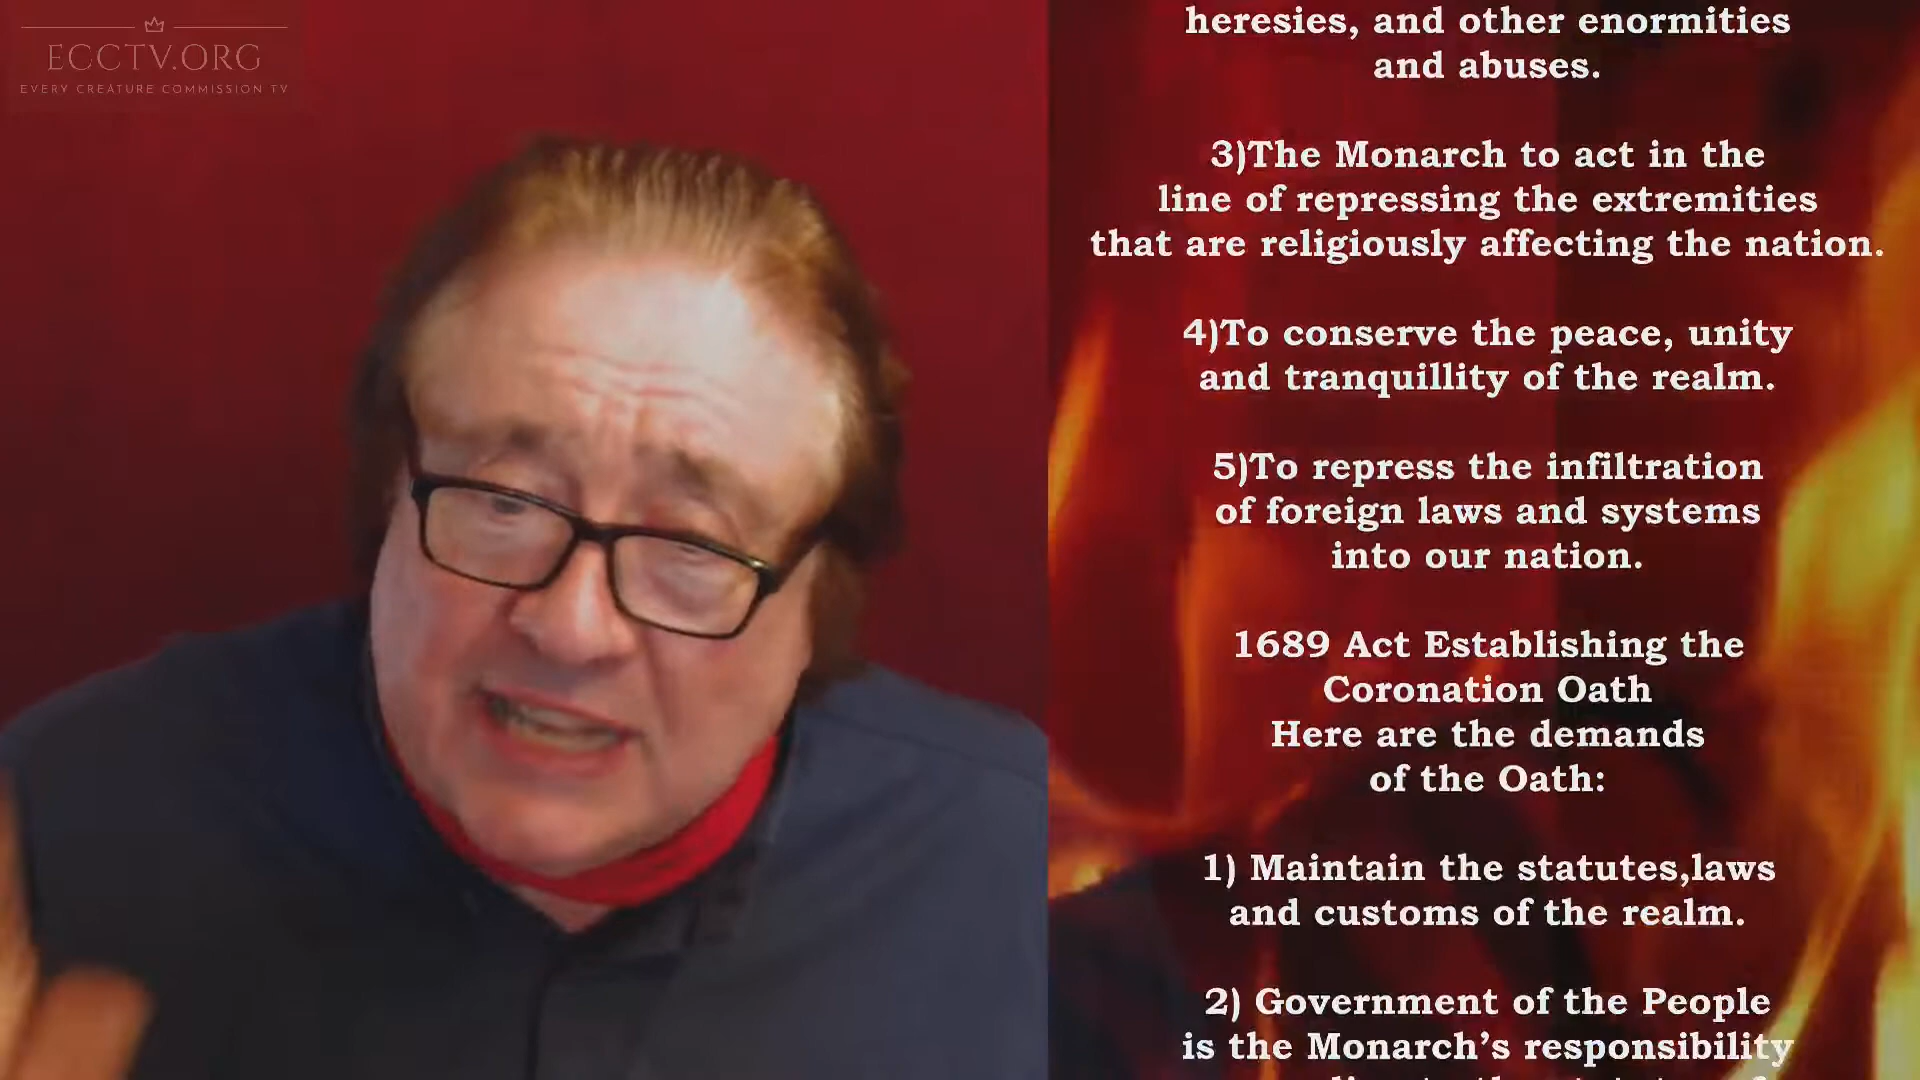 ECCTV.ORG
EVERY CREATURE COMMISSION TV
heresies, and other enormities
and abuses.
3)The Monarch to act in the
line of repressing the extremities
that are religiously affecting the nation.
4)To conserve the peace, unity
and tranquillity of the realm.
5)To repress the infiltration
of foreign laws and systems
into our nation.
1689 Act Establishing the
Coronation Oath
Here are the demands
of the Oath:
1) Maintain the statutes,laws
and customs of the realm.
2) Government of the People
is the Monarch's responsibility